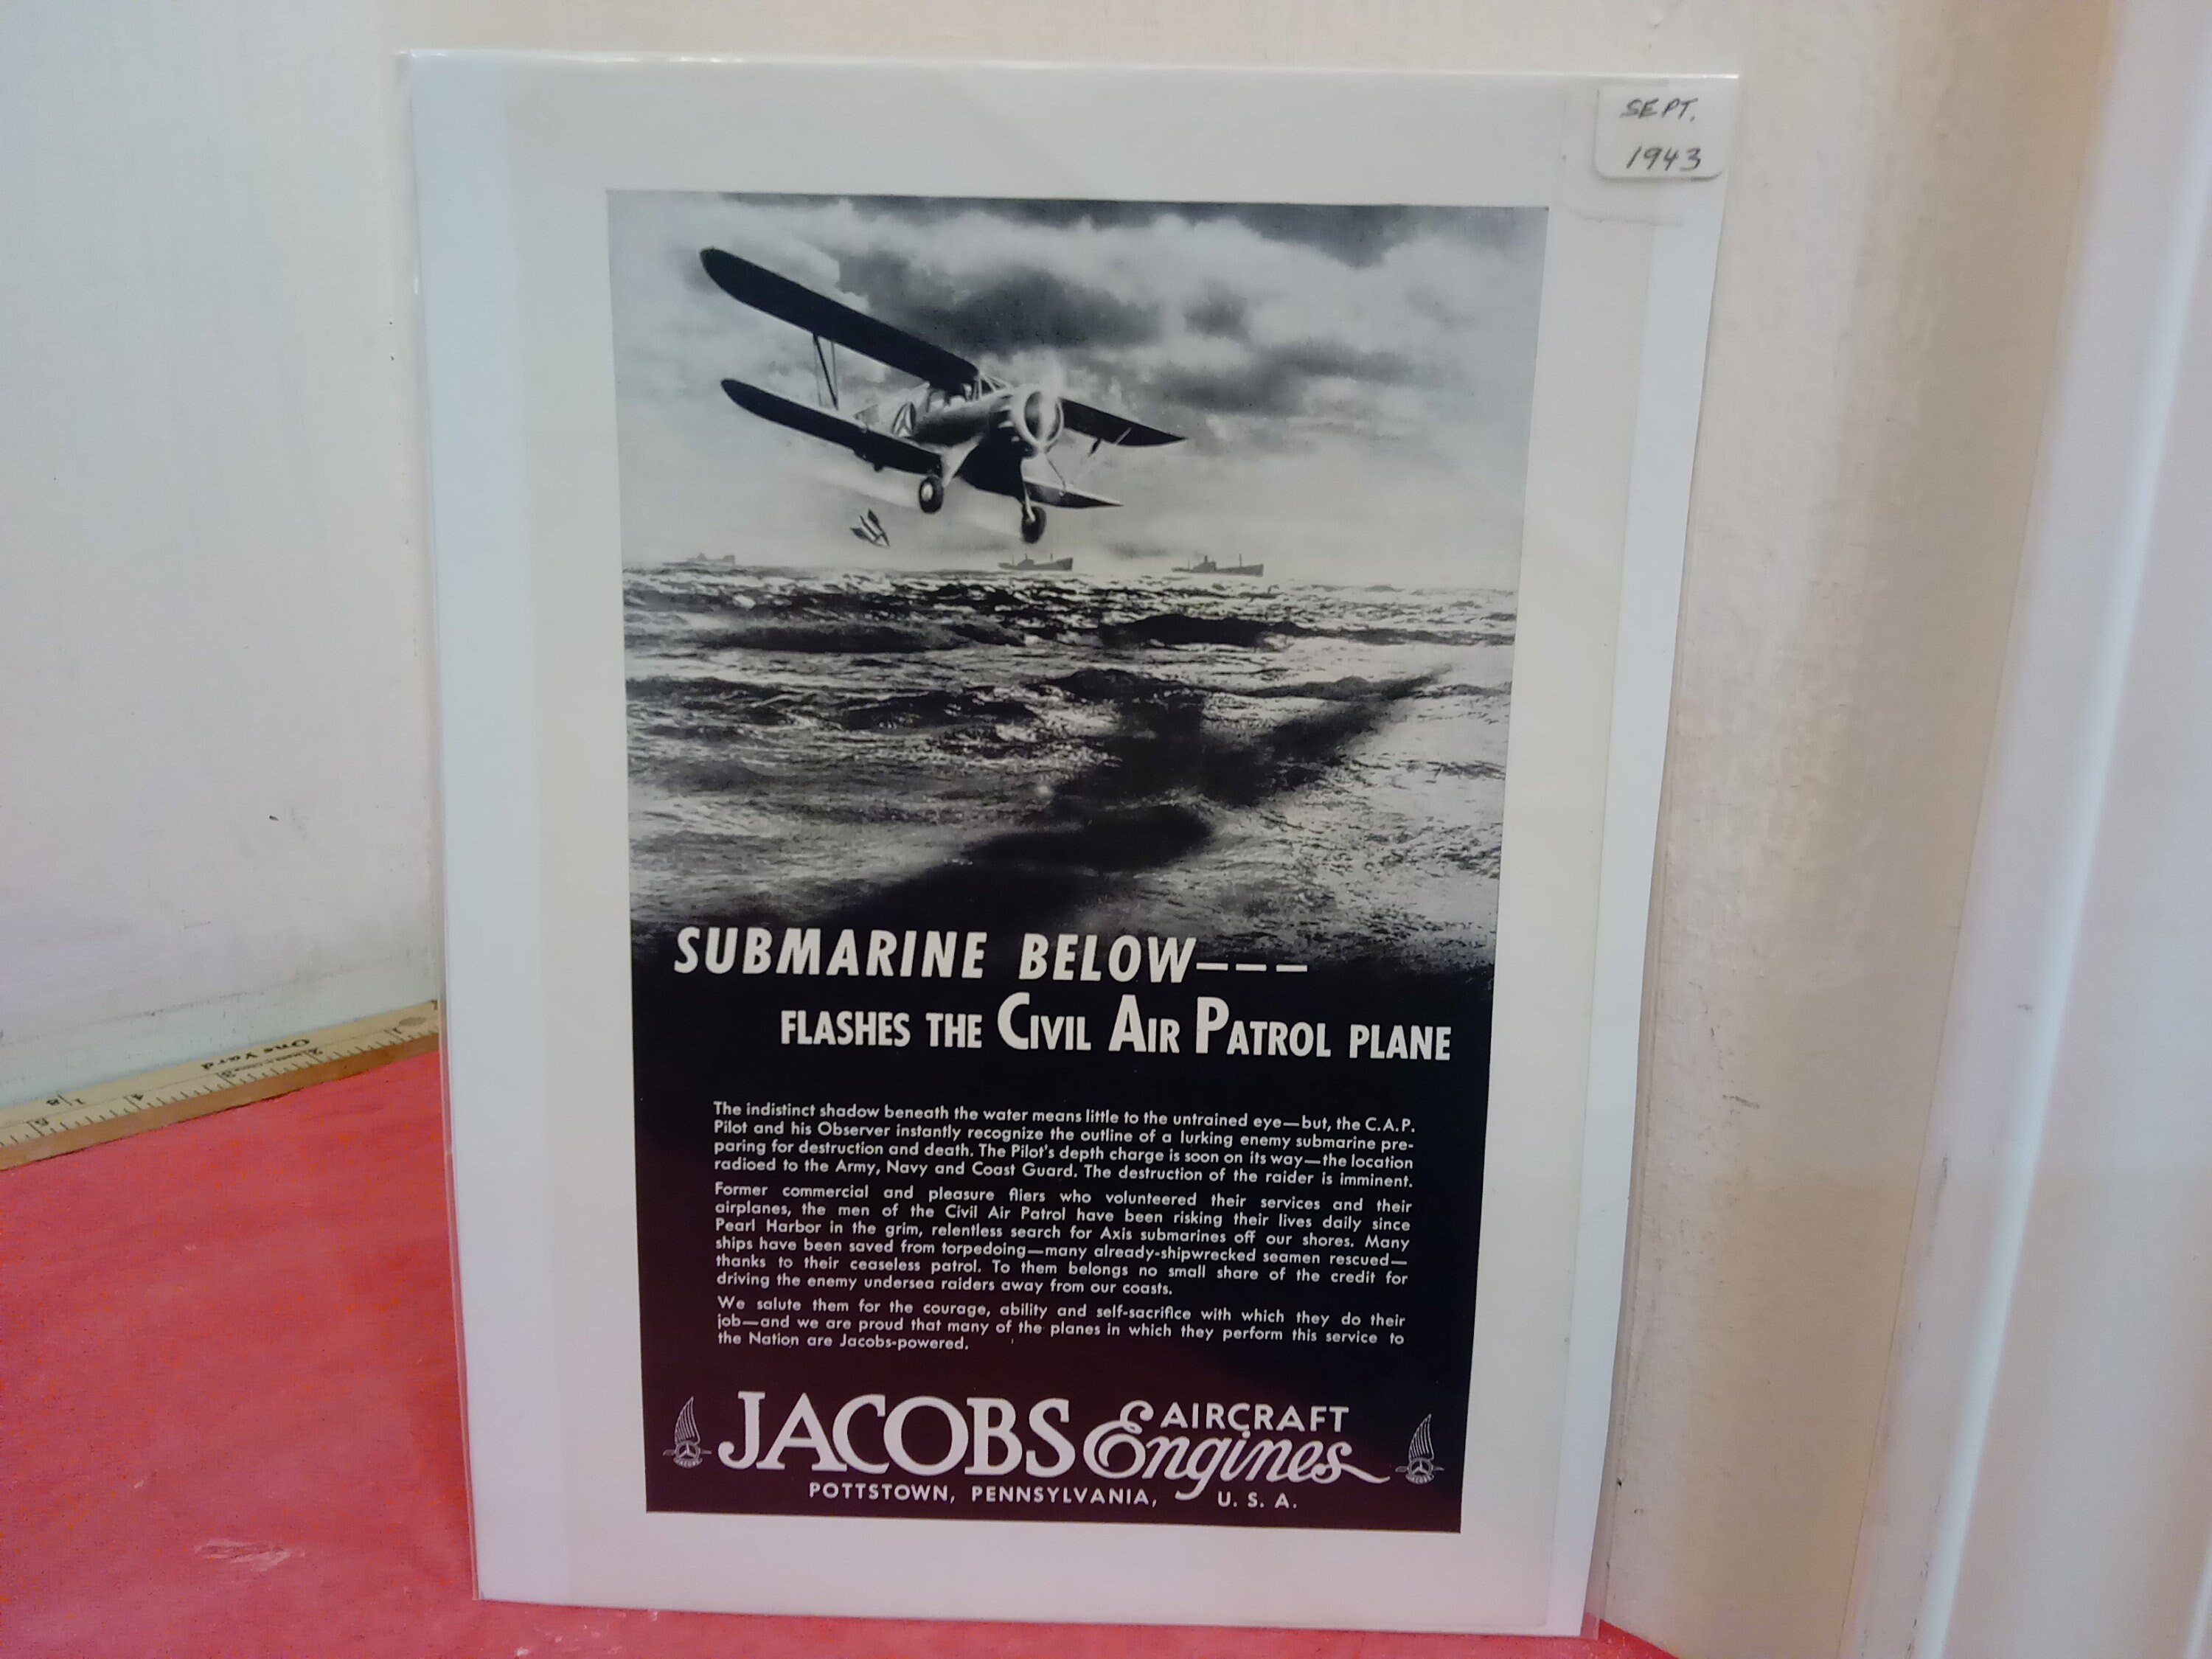 SEPT.
1943
SUBMARINE BELOW———
FLASHES THE CIVIL AIR PATROL PLANE
The indistinct shadow beneath the water means little to the untrained eye—but, the C.A.P.
Pilot and his Observer instantly recognize the outline of a lurking enemy submarine pre-
paring for destruction and death. The Pilot's depth charge is soon on its way—the location
radioed to the Army, Navy and Coast Guard. The destruction of the raider is imminent.
Former commercial and pleasure fliers who volunteered their services and their
airplanes, the men of the Civil Air Patrol have been risking their lives daily since
Pearl Harbor in the grim, relentless search for Axis submarines off our shores. Many
ships have been saved from torpedoing—many already-shipwrecked seamen rescued—
thanks to their ceaseless patrol. To them belongs no small share of the credit for
driving the enemy undersea raiders away from our coasts.
We salute them for the courage, ability and self-sacrifice with which they do their
job—and we are proud that many of the planes in which they perform this service to
the Nation are Jacobs-powered.
JACOBS AIRCRAFT
Engines
POTTSTOWN, PENNSYLVANIA, U. S. A.
One Yard
1
2
3
4
5
1/8